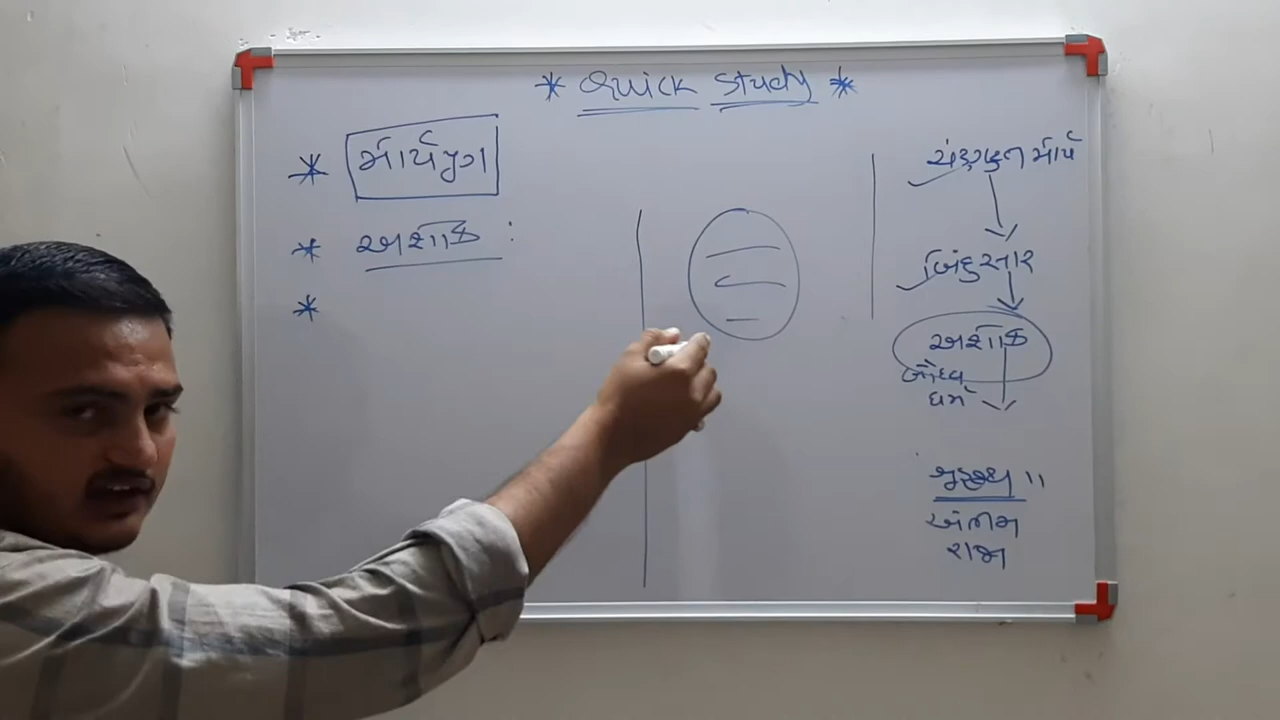 * Quick Study *
* મૌર્યયુગ
* અશોક :
*
ચંદ્રગુપ્ત મૌર્ય
બિંદુસાર
અશોક
બૌધ્ધ
ધર્મ
બૃહદ્રથ ''
અંતિમ
રાજા